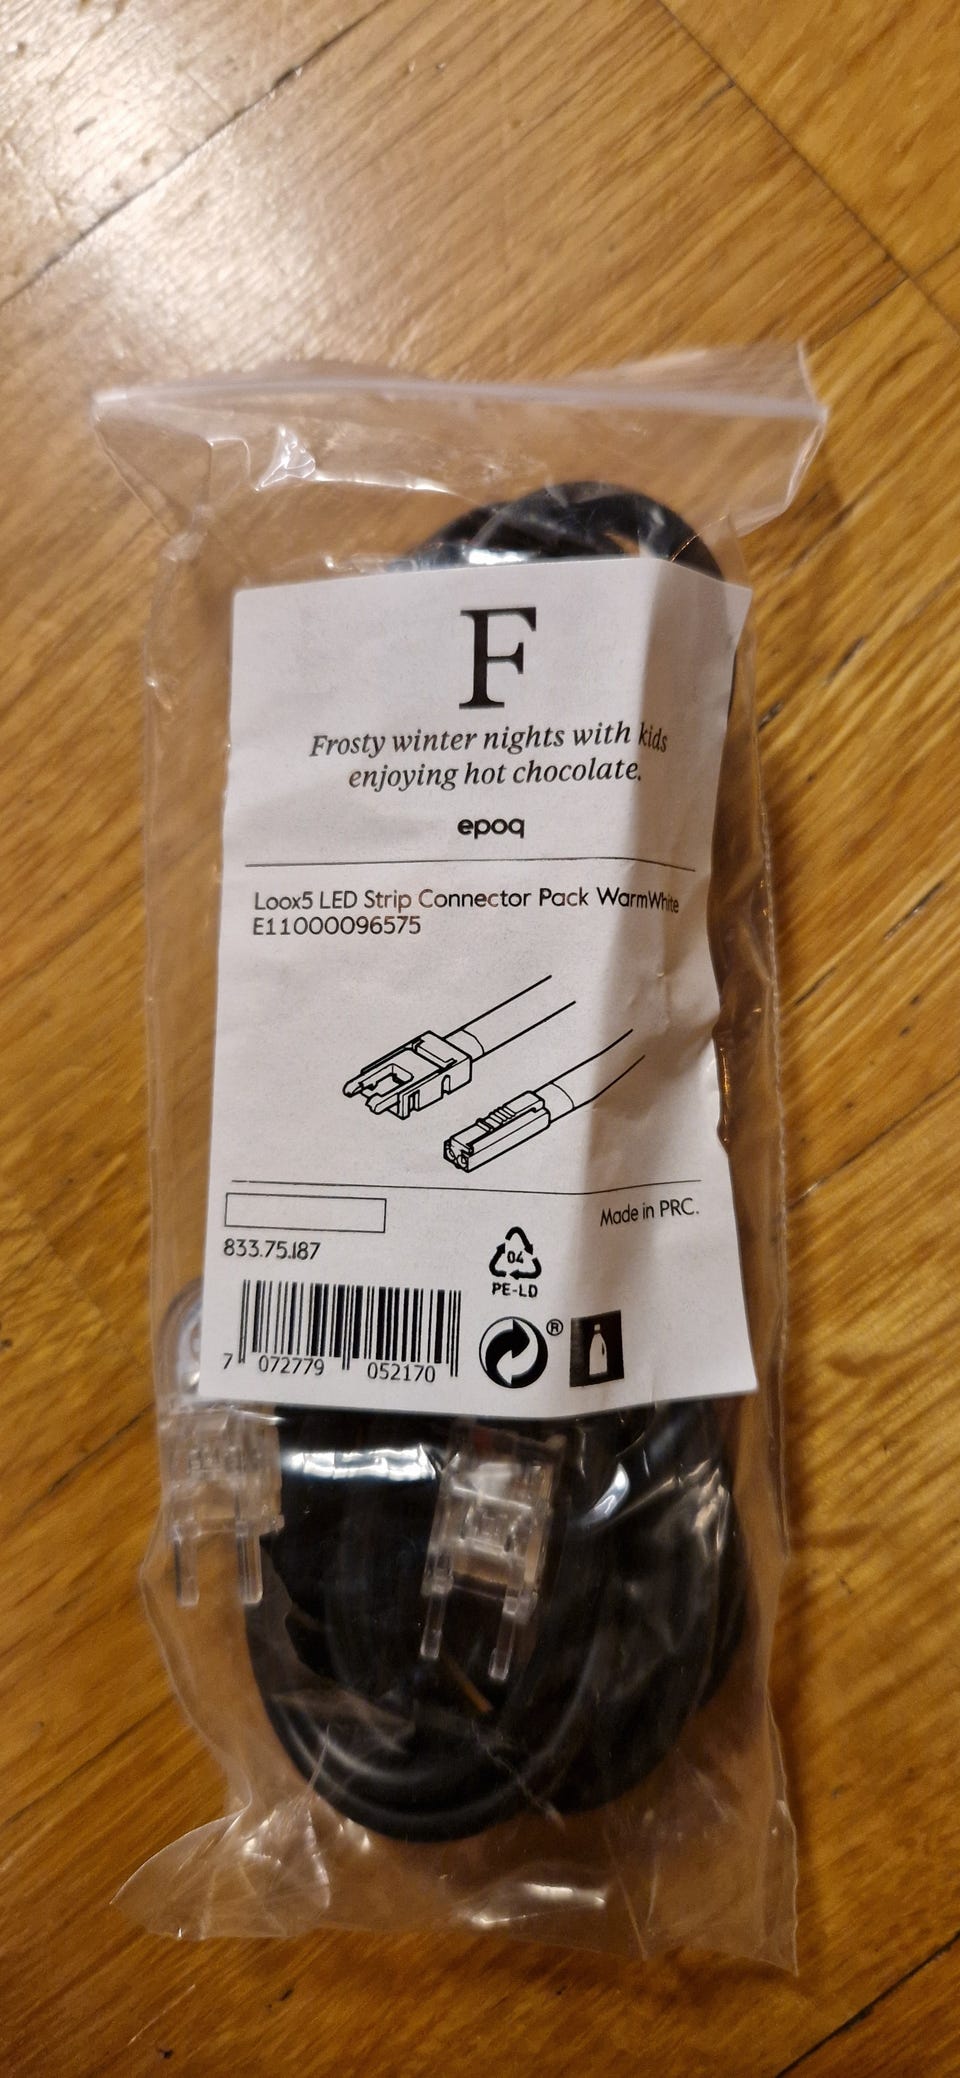 F
Frosty winter nights with kids
enjoying hot chocolate.
epoq
Loox5 LED Strip Connector Pack WarmWhite
E11000096575
Made in PRC.
833.75.187
04
PE-LD
®
7 072779 052170